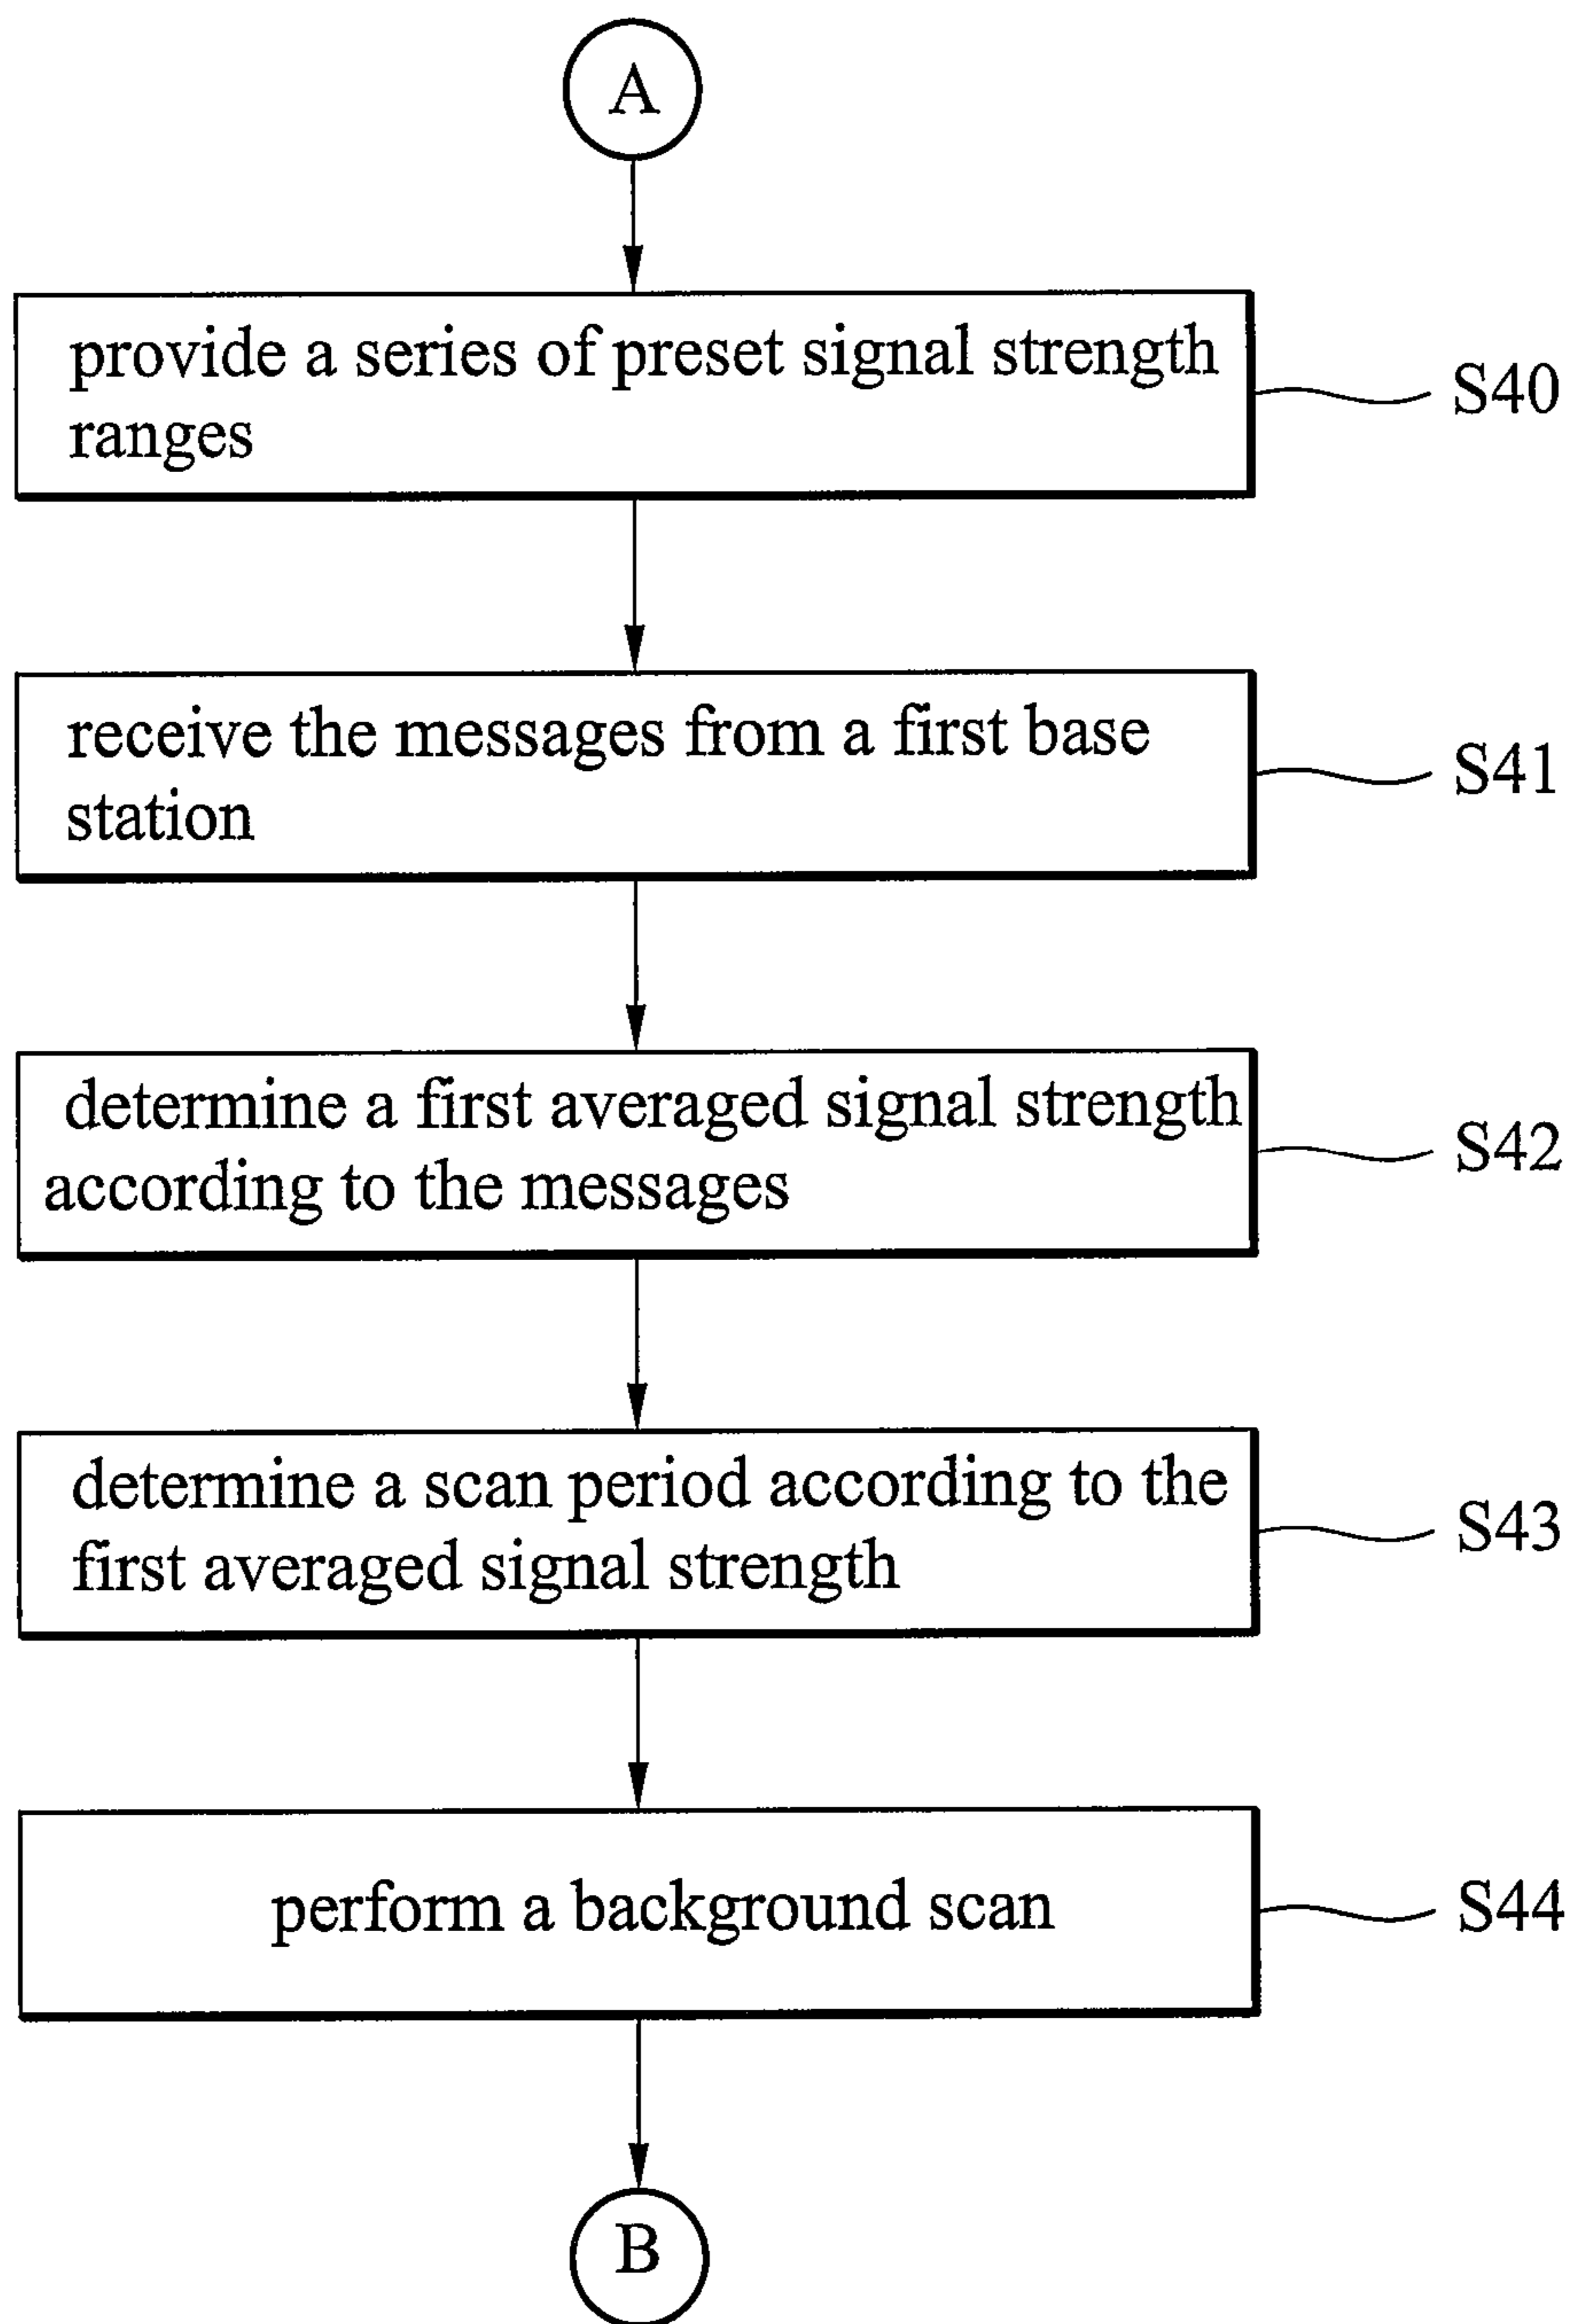 A
provide a series of preset signal strength
ranges
S40
receive the messages from a first base
station
S41
determine a first averaged signal strength
according to the messages
S42
determine a scan period according to the
first averaged signal strength
S43
perform a background scan
S44
B